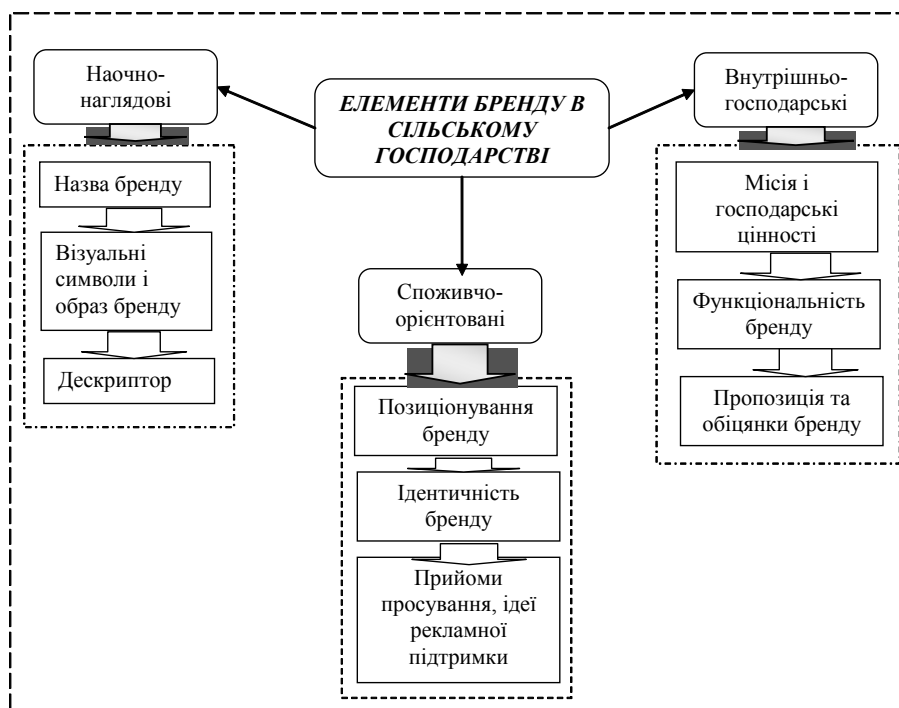 Наочно-
наглядові
ЕЛЕМЕНТИ БРЕНДУ В
СІЛЬСЬКОМУ
ГОСПОДАРСТВІ
Внутрішньо-
господарські
Назва бренду
Візуальні
символи і
образ бренду
Дескриптор
Споживчо-
орієнтовані
Позиціонування
бренду
Ідентичність
бренду
Прийоми
просування, ідеї
рекламної
підтримки
Місія і
господарські
цінності
Функціональність
бренду
Пропозиція та
обіцянки бренду